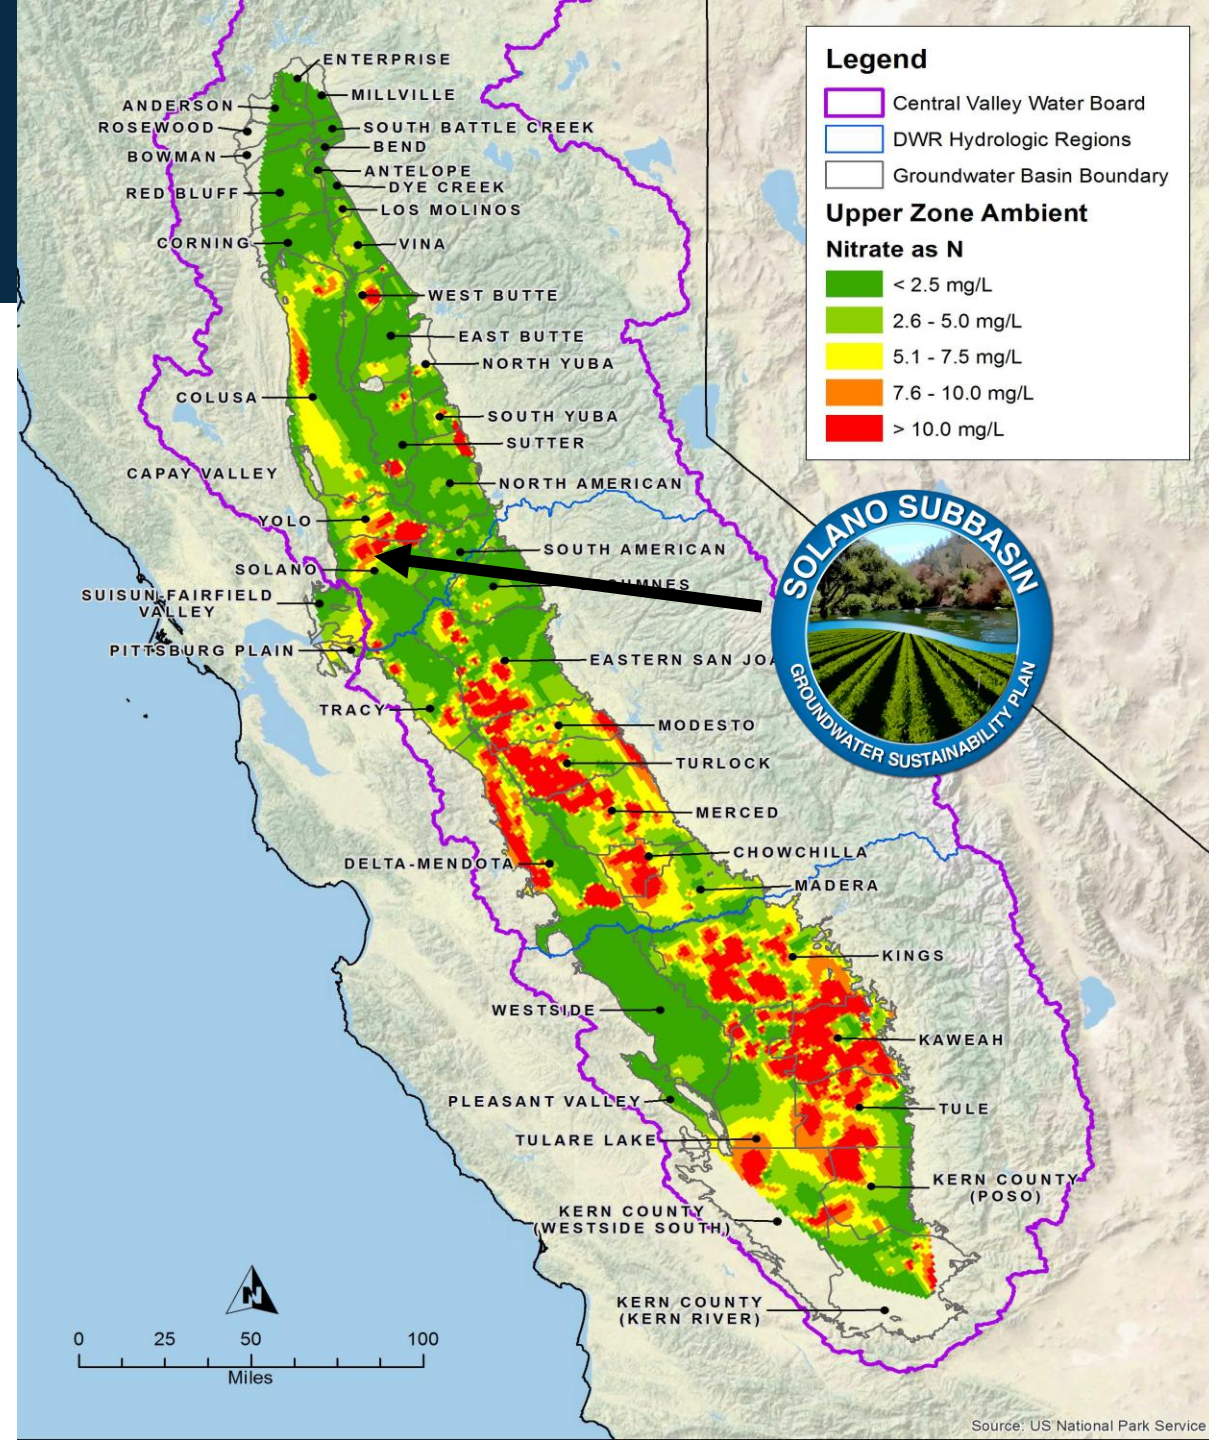 Legend
Central Valley Water Board
DWR Hydrologic Regions
Groundwater Basin Boundary
Upper Zone Ambient
Nitrate as N
< 2.5 mg/L
2.6 - 5.0 mg/L
5.1 - 7.5 mg/L
7.6 - 10.0 mg/L
> 10.0 mg/L
ENTERPRISE
MILLVILLE
ANDERSON
ROSEWOOD
SOUTH BATTLE CREEK
BEND
BOWMAN
ANTELOPE
DYE CREEK
RED BLUFF
LOS MOLINOS
CORNING
VINA
WEST BUTTE
EAST BUTTE
NORTH YUBA
COLUSA
SOUTH YUBA
SUTTER
CAPAY VALLEY
NORTH AMERICAN
YOLO
SOUTH AMERICAN
SOLANO
SUISUN-FAIRFIELD
VALLEY
PITTSBURG PLAIN
EASTERN SAN
TRACY
MODESTO
TURLOCK
MERCED
CHOWCHILLA
DELTA-MENDOTA
MADERA
KINGS
WESTSIDE
KAWEAH
PLEASANT VALLEY
TULE
TULARE LAKE
KERN COUNTY
(POSO)
KERN COUNTY
(WESTSIDE SOUTH)
KERN COUNTY
(KERN RIVER)
SOLANO SUBBASIN
GROUNDWATER SUSTAINABILITY PLAN
N
0 25 50 100
Miles
Source: US National Park Service